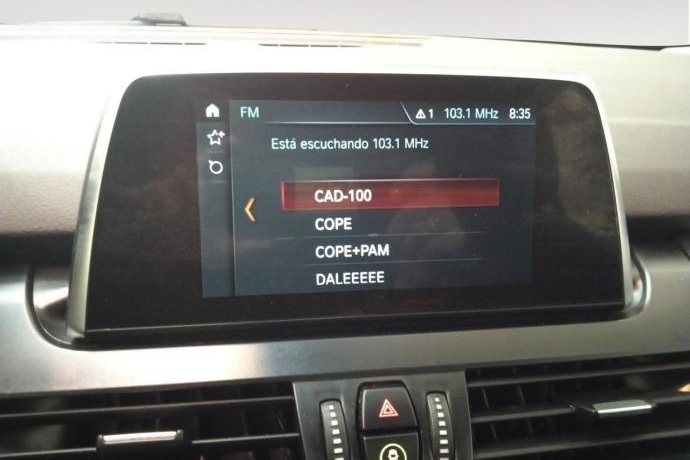 FM
1 103.1 MHz 8:35
Está escuchando 103.1 MHz
CAD-100
COPE
COPE+PAM
DALEEEEE